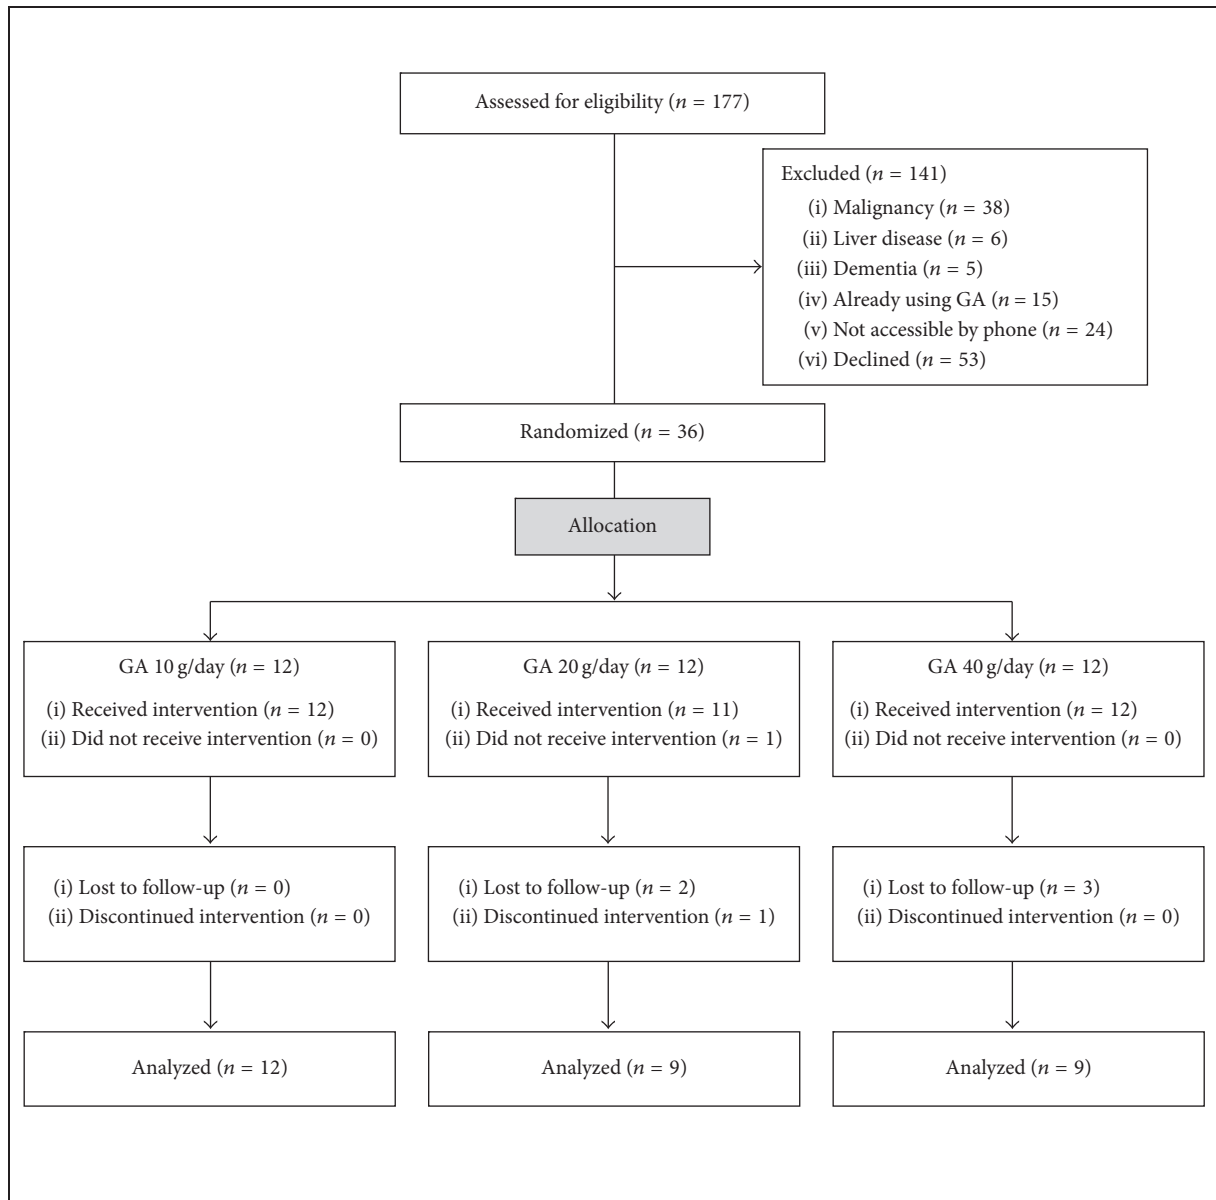 Assessed for eligibility (n = 177)
Excluded (n = 141)
(i) Malignancy (n = 38)
(ii) Liver disease (n = 6)
(iii) Dementia (n = 5)
(iv) Already using GA (n = 15)
(v) Not accessible by phone (n = 24)
(vi) Declined (n = 53)
Randomized (n = 36)
Allocation
GA 10 g/day (n = 12)
(i) Received intervention (n = 12)
(ii) Did not receive intervention (n = 0)
GA 20 g/day (n = 12)
(i) Received intervention (n = 11)
(ii) Did not receive intervention (n = 1)
GA 40 g/day (n = 12)
(i) Received intervention (n = 12)
(ii) Did not receive intervention (n = 0)
(i) Lost to follow-up (n = 0)
(ii) Discontinued intervention (n = 0)
(i) Lost to follow-up (n = 2)
(ii) Discontinued intervention (n = 1)
(i) Lost to follow-up (n = 3)
(ii) Discontinued intervention (n = 0)
Analyzed (n = 12)
Analyzed (n = 9)
Analyzed (n = 9)